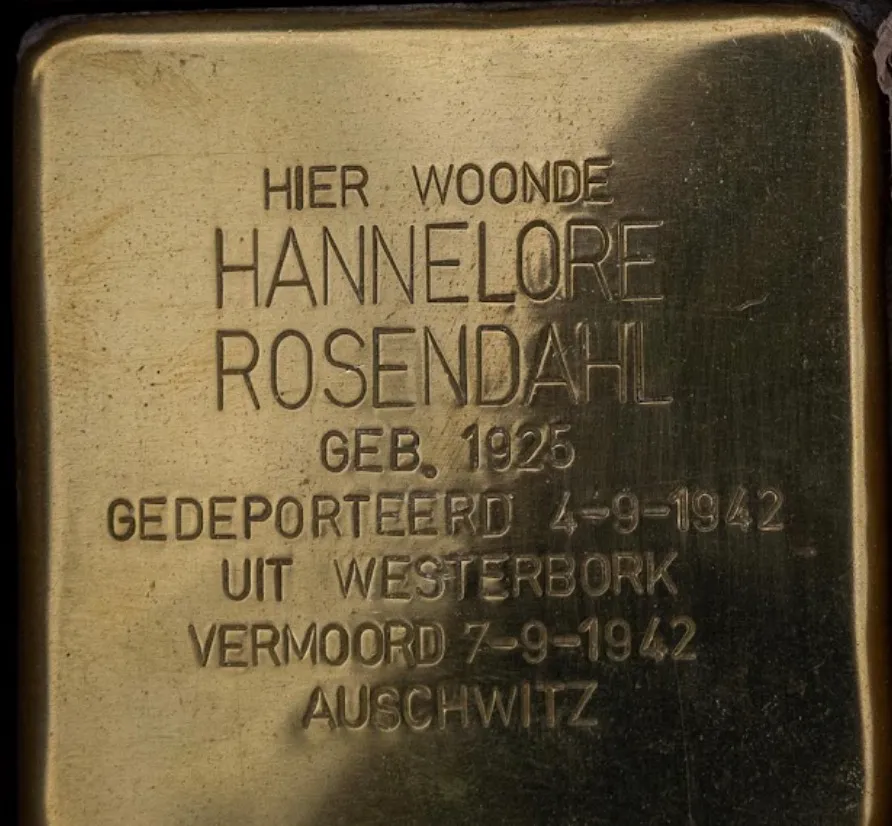 HIER WOONDE
HANNELORE
ROSENDAHL
GEB. 1925
GEDEPORTEERD 4-9-1942
UIT WESTERBORK
VERMOORD 7-9-1942
AUSCHWITZ